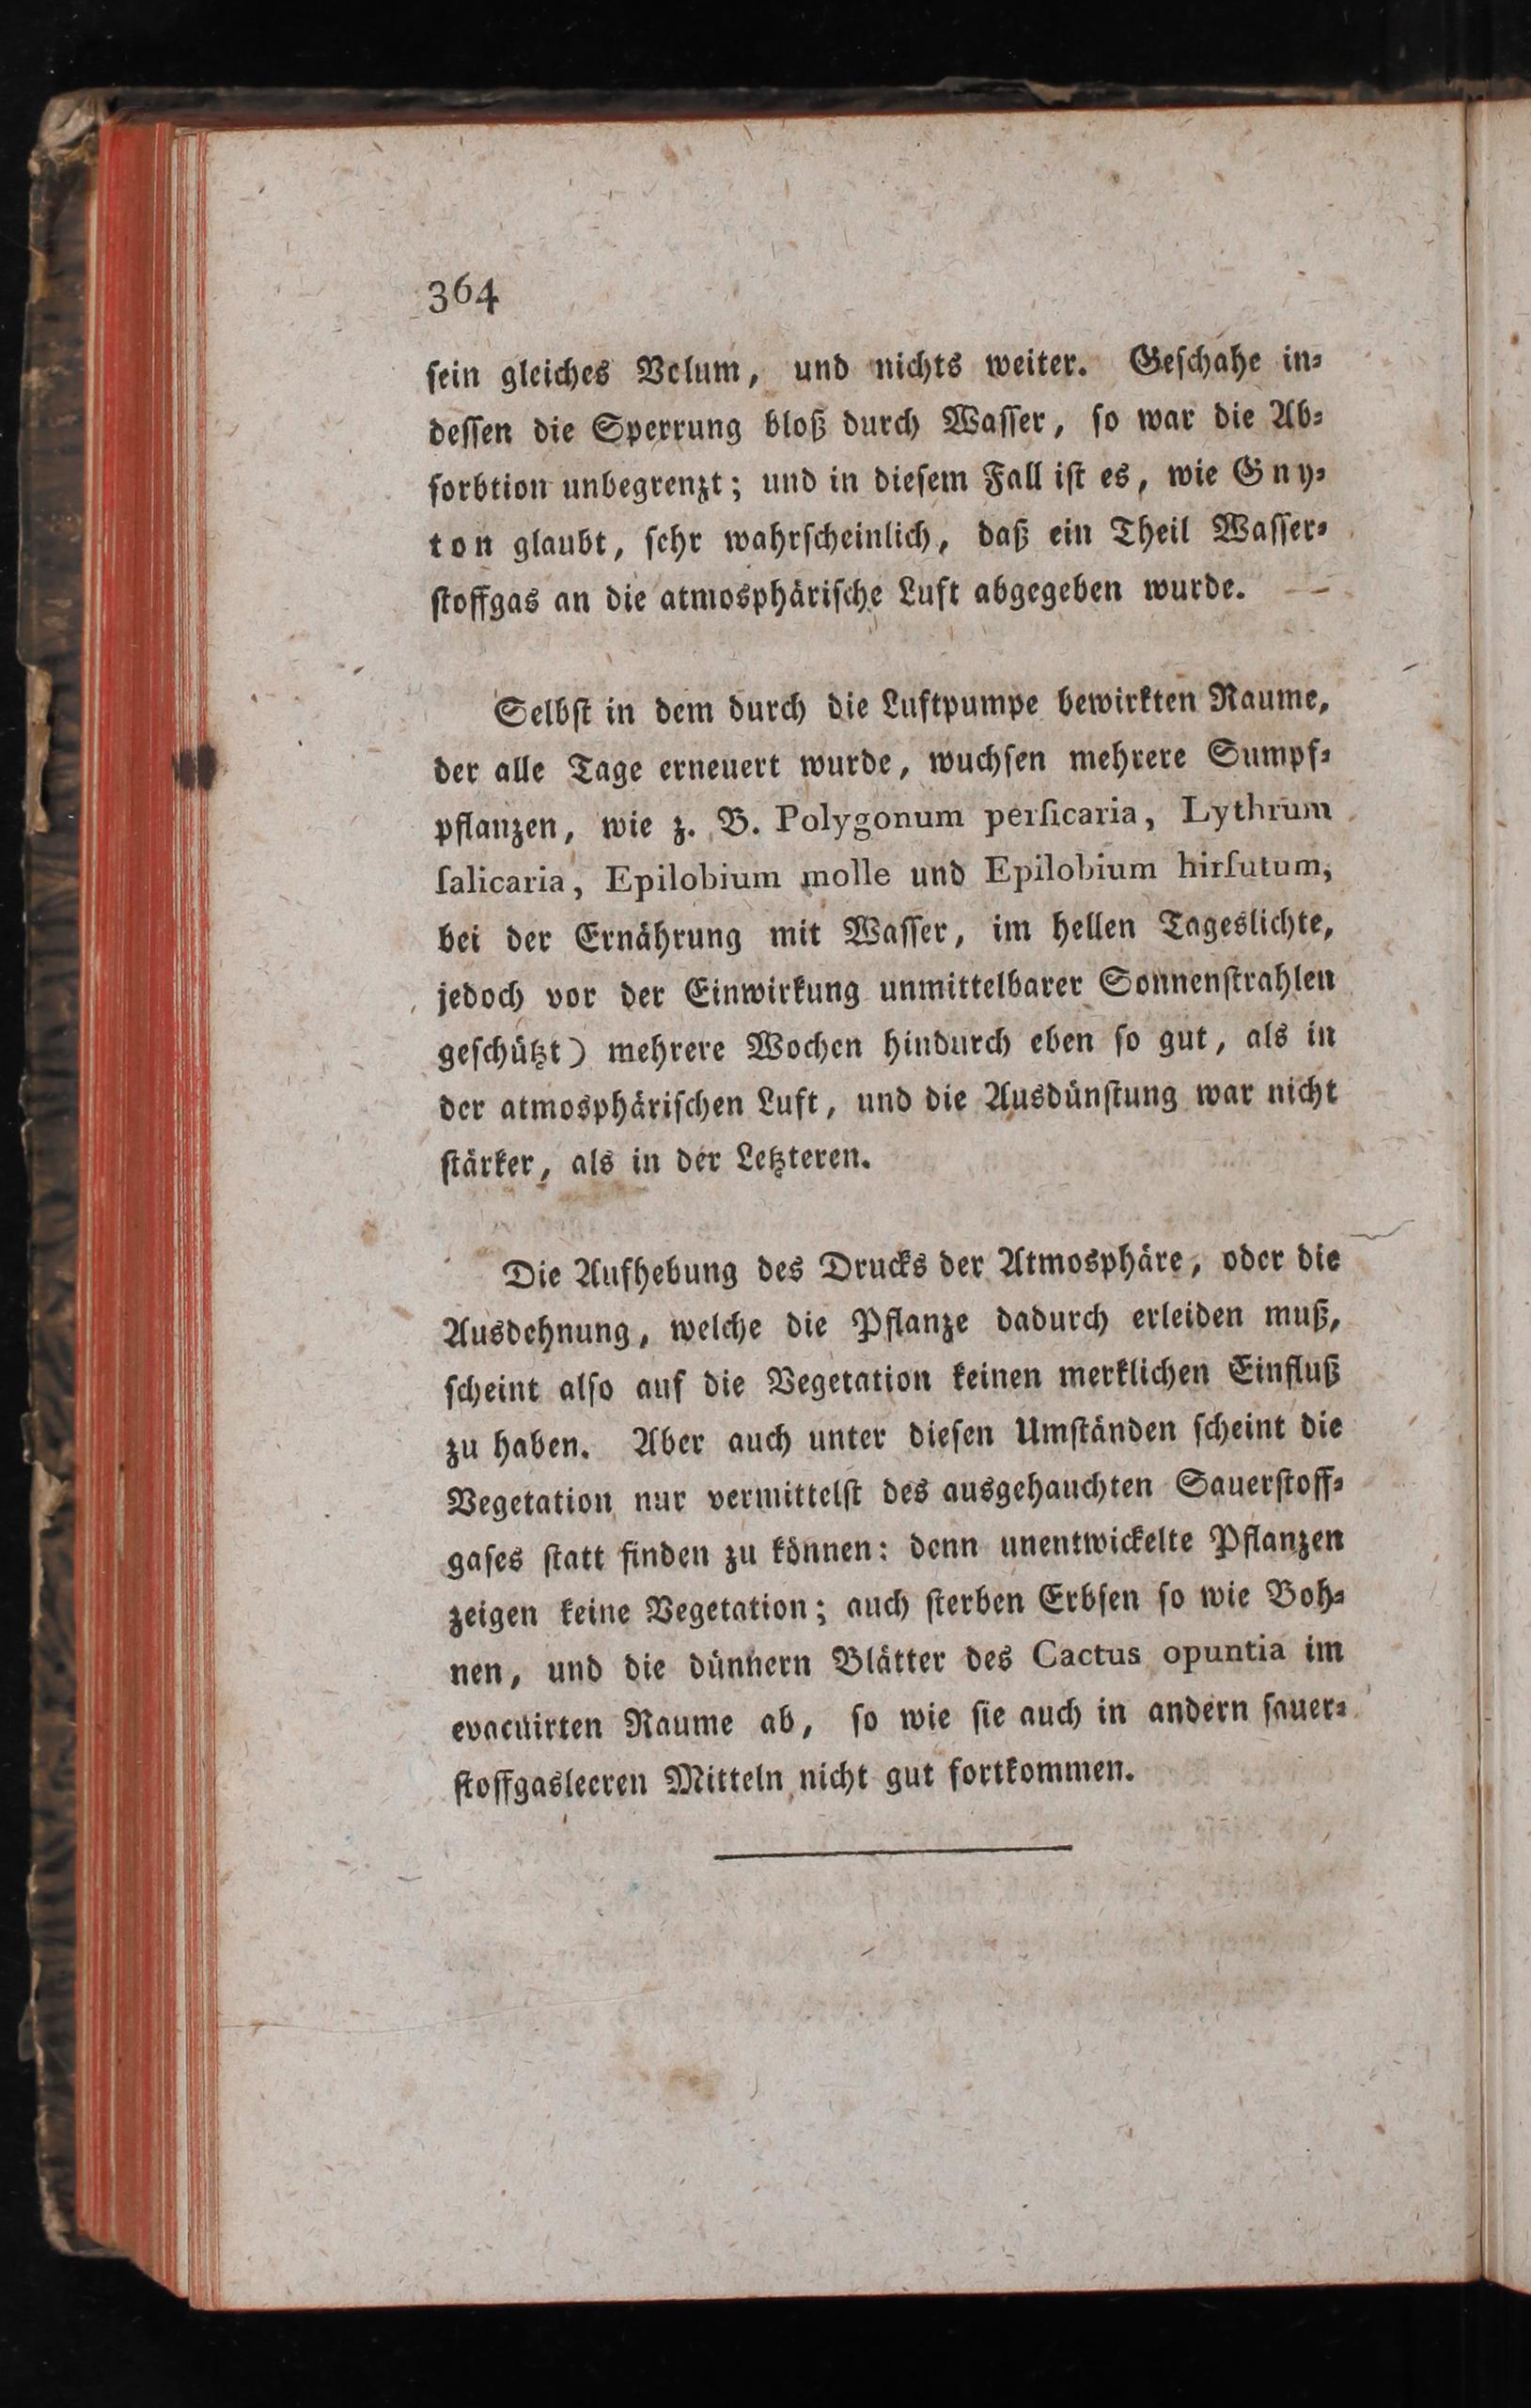 364
ſein gleiches Velum, und nichts weiter. Geſchahe in⸗
deſſen die Sperrung bloß durch Waſſer, ſo war die Ab⸗
ſorbtion unbegrenzt; und in dieſem Fall iſt es, wie Gny⸗
ton glaubt, ſehr wahrſcheinlich, daß ein Theil Waſſer⸗
ſtoffgas an die atmosphäriſche Luft abgegeben wurde. —
Selbſt in dem durch die Luftpumpe bewirkten Raume,
der alle Tage erneuert wurde, wuchſen mehrere Sumpf⸗
pflanzen, wie z. B. Polygonum perſicaria, Lythrum
ſalicaria, Epilobium molle und Epilobium hirſutum,
bei der Ernährung mit Waſſer, im hellen Tageslichte,
jedoch vor der Einwirkung unmittelbarer Sonnenſtrahlen
geſchützt) mehrere Wochen hindurch eben ſo gut, als in
der atmosphäriſchen Luft, und die Ausdünſtung war nicht
ſtärker, als in der Letzteren.
Die Aufhebung des Drucks der Atmosphäre, oder die
Ausdehnung, welche die Pflanze dadurch erleiden muß,
ſcheint alſo auf die Vegetation keinen merklichen Einfluß
zu haben. Aber auch unter dieſen Umſtänden ſcheint die
Vegetation nur vermittelſt des ausgehauchten Sauerſtoff⸗
gaſes ſtatt finden zu können: denn unentwickelte Pflanzen
zeigen keine Vegetation; auch ſterben Erbſen ſo wie Boh⸗
nen, und die dünnern Blätter des Cactus opuntia im
evacuirten Raume ab, ſo wie ſie auch in andern ſauer⸗
ſtoffgasleeren Mitteln nicht gut fortkommen.